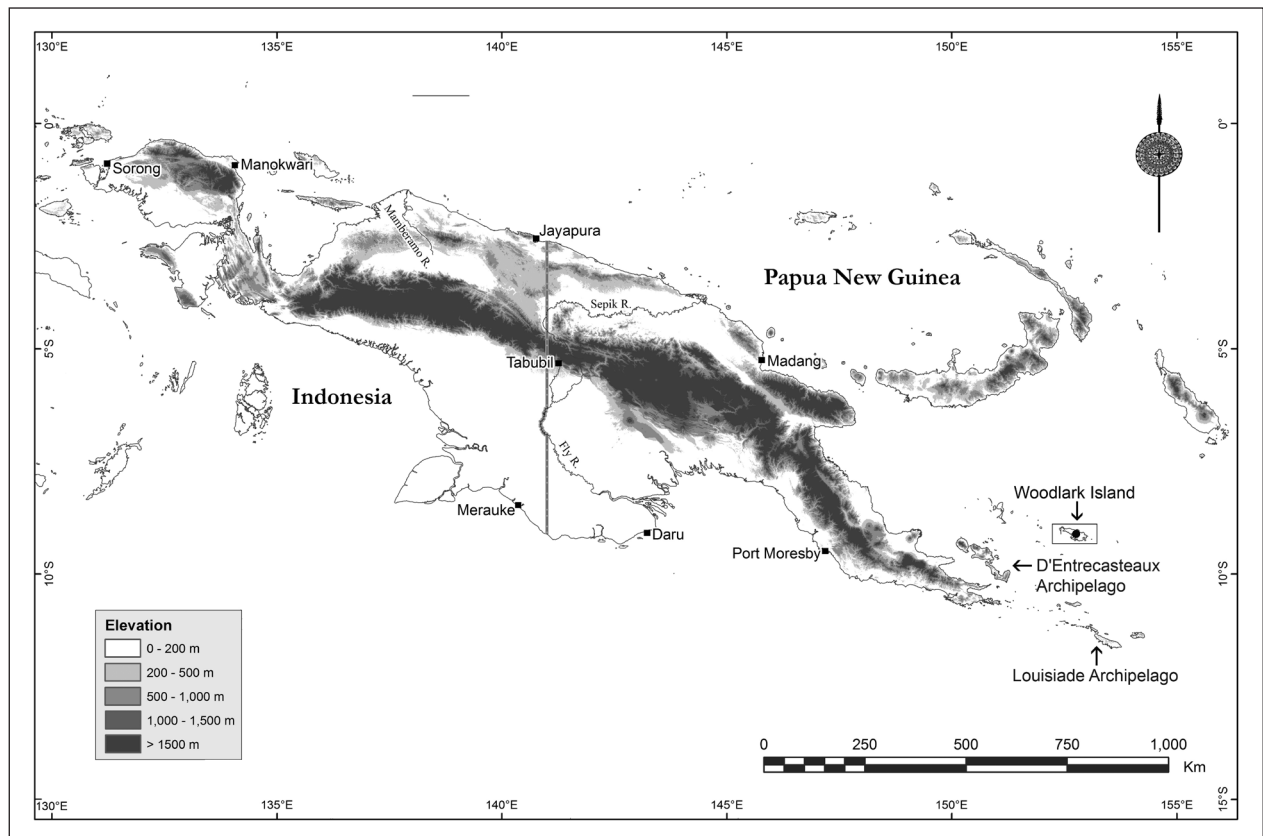 130°E 135°E 140°E 145°E 150°E 155°E
0°
0°
Sorong
Manokwari
Mamberamo R.
Jayapura
Papua New Guinea
Sepik R.
5°S
5°S
Tabubil
Madang
Indonesia
Fly R.
Woodlark Island
Merauke
Daru
Port Moresby
D'Entrecasteaux
Archipelago
10°S
10°S
Louisiade Archipelago
Elevation
0 - 200 m
200 - 500 m
500 - 1,000 m
1,000 - 1,500 m
> 1500 m
0 250 500 750 1,000
Km
15°S
15°S
130°E 135°E 140°E 145°E 150°E 155°E